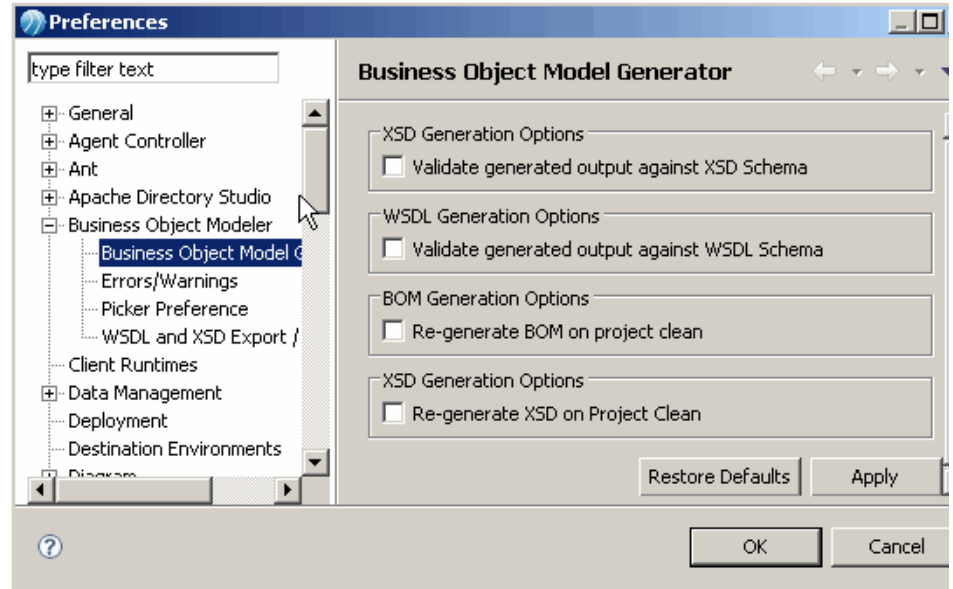 Preferences
type filter text
General
Agent Controller
Ant
Apache Directory Studio
Business Object Modeler
Business Object Model G
Errors/Warnings
Picker Preference
WSDL and XSD Export /
Client Runtimes
Data Management
Deployment
Destination Environments
Diagram
Business Object Model Generator
XSD Generation Options
Validate generated output against XSD Schema
WSDL Generation Options
Validate generated output against WSDL Schema
BOM Generation Options
Re-generate BOM on project clean
XSD Generation Options
Re-generate XSD on Project Clean
Restore Defaults
Apply
OK
Cancel